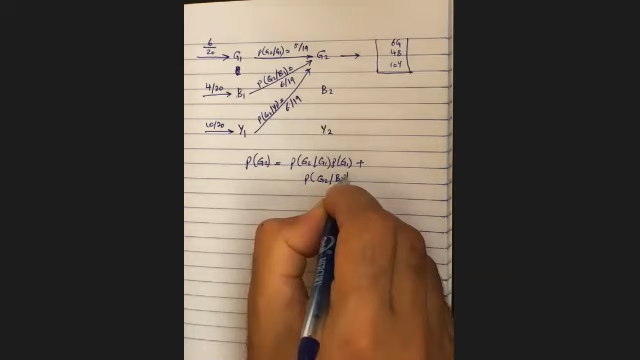 6/20 G₁ P(G₂/G₁) = 5/19 G₂
6G
4B
10Y
4/20 B₁ P(G₂/B₁) = 6/19 B₂
10/20 Y₁ P(G₂/Y₁) = 6/19 Y₂
P(G₂) = P(G₂/G₁)P(G₁) +
P(G₂/B₁)